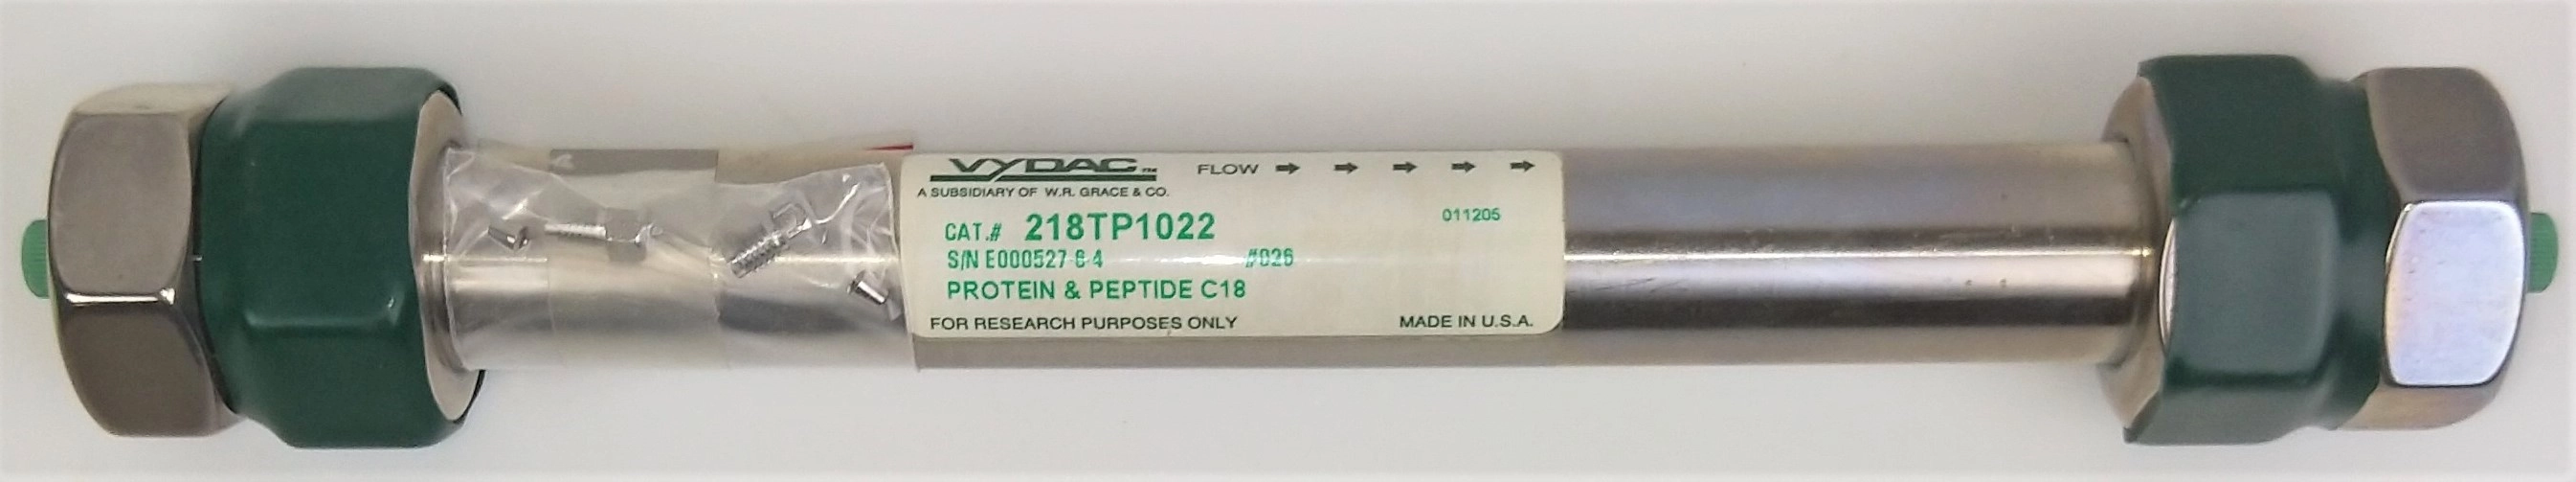 VYDAC™ FLOW → → → → →
A SUBSIDIARY OF W.R. GRACE & CO.
011205
CAT.# 218TP1022
S/N E000527-6-4 #026
PROTEIN & PEPTIDE C18
FOR RESEARCH PURPOSES ONLY MADE IN U.S.A.